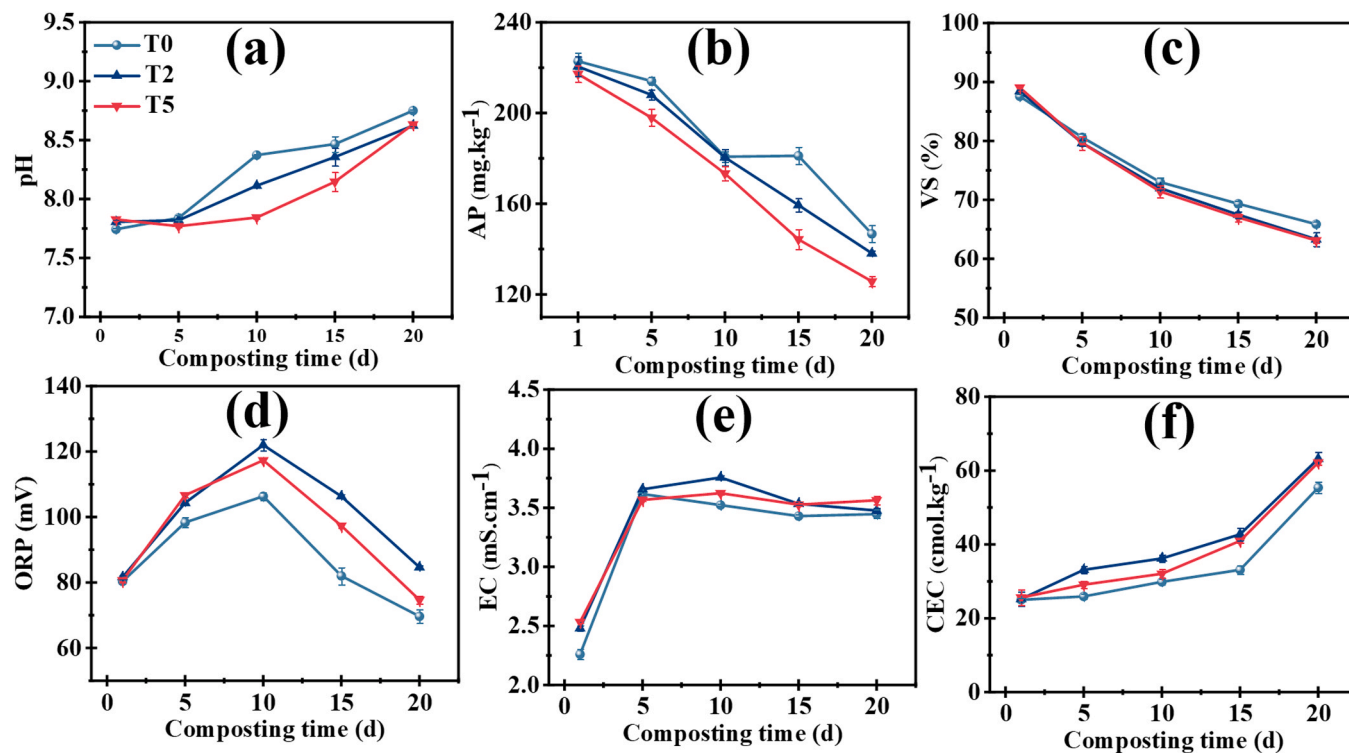 (a)
T0
T2
T5
9.5
9.0
8.5
8.0
7.5
7.0
pH
0 5 10 15 20
Composting time (d)
(b)
240
200
160
120
AP (mg.kg-1)
1 5 10 15 20
Composting time (d)
(c)
100
90
80
70
60
50
VS (%)
0 5 10 15 20
Composting time (d)
(d)
140
120
100
80
60
ORP (mV)
0 5 10 15 20
Composting time (d)
(e)
4.5
4.0
3.5
3.0
2.5
2.0
EC (mS.cm-1)
0 5 10 15 20
Composting time (d)
(f)
80
60
40
20
0
CEC (cmol.kg-1)
0 5 10 15 20
Composting time (d)